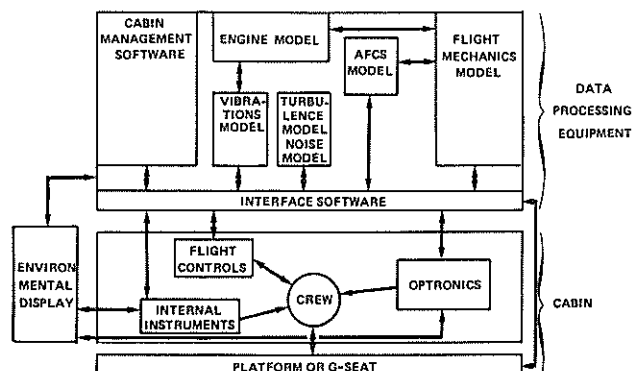 CABIN
MANAGEMENT
SOFTWARE
ENGINE MODEL
AFCS
MODEL
FLIGHT
MECHANICS
MODEL
VIBRA-
TIONS
MODEL
TURBU-
LENCE
MODEL
NOISE
MODEL
DATA
PROCESSING
EQUIPMENT
INTERFACE SOFTWARE
ENVIRON
MENTAL
DISPLAY
FLIGHT
CONTROLS
CREW
OPTRONICS
INTERNAL
INSTRUMENTS
CABIN
PLATFORM OR G-SEAT